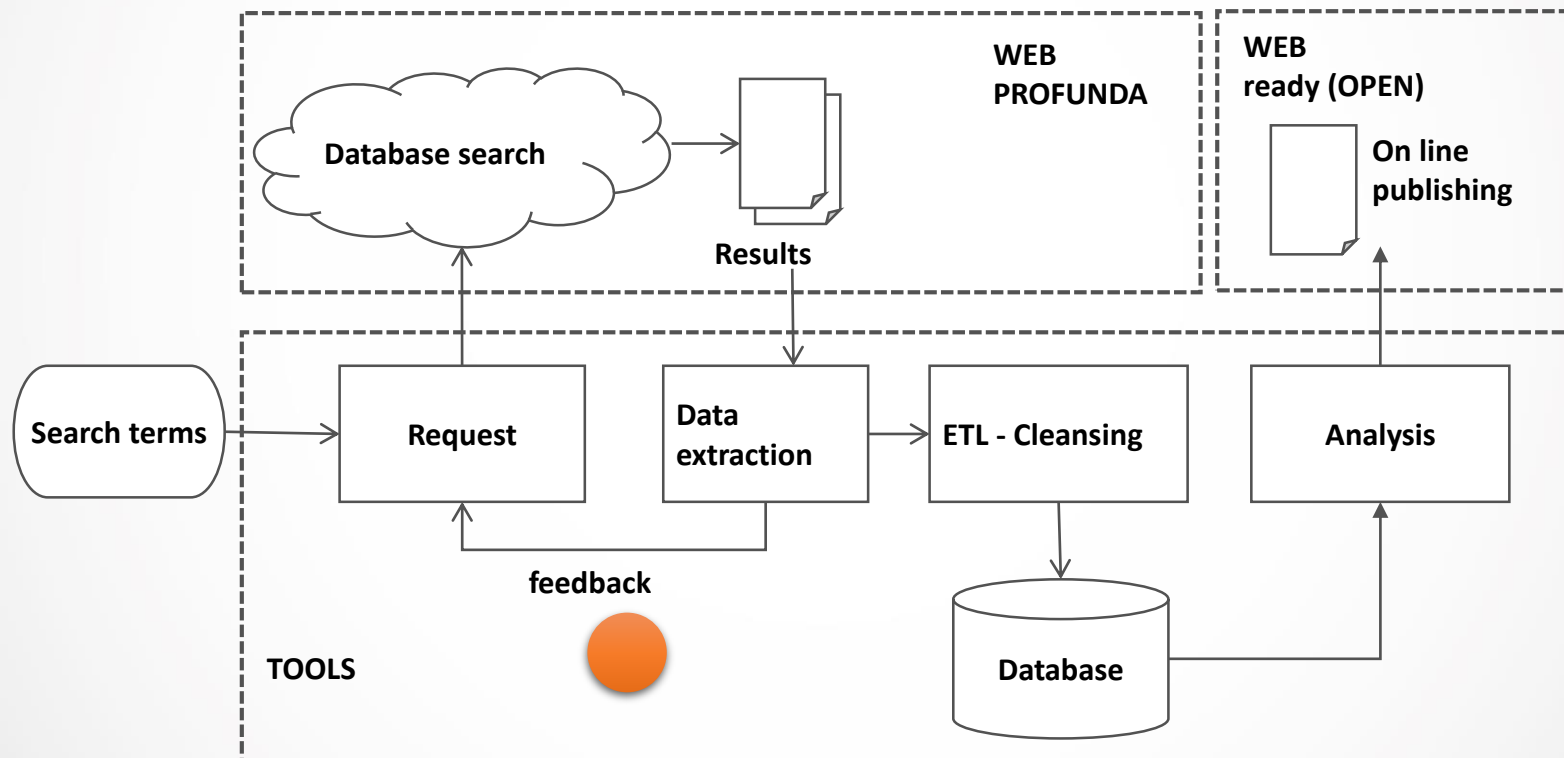 WEB
PROFUNDA
WEB
ready (OPEN)
Database search
On line
publishing
Results
Search terms
Request
Data
extraction
ETL - Cleansing
Analysis
feedback
TOOLS
Database